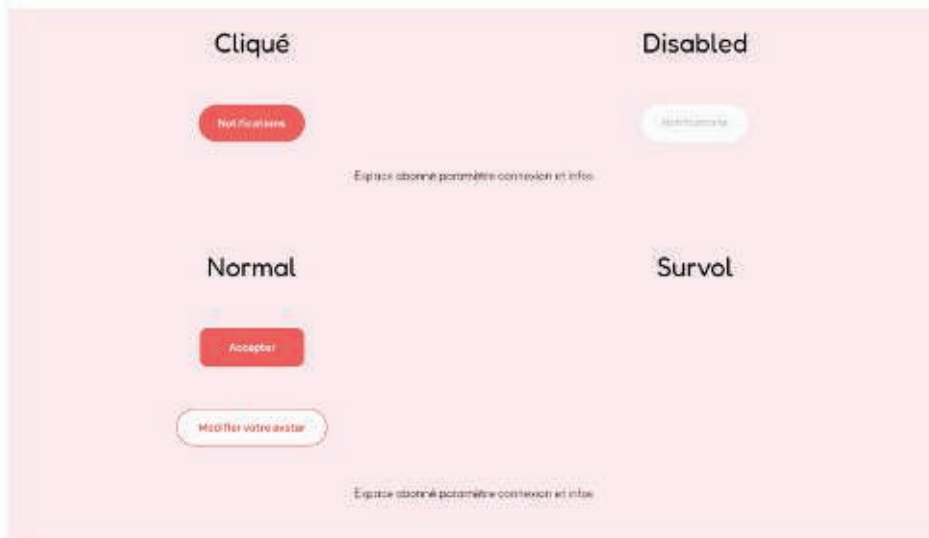 Cliqué
Disabled
Notifications
Notifications
Espace abonné paramètre connexion et infos
Normal
Survol
Accepter
Modifier votre avatar
Espace abonné paramètre connexion et infos